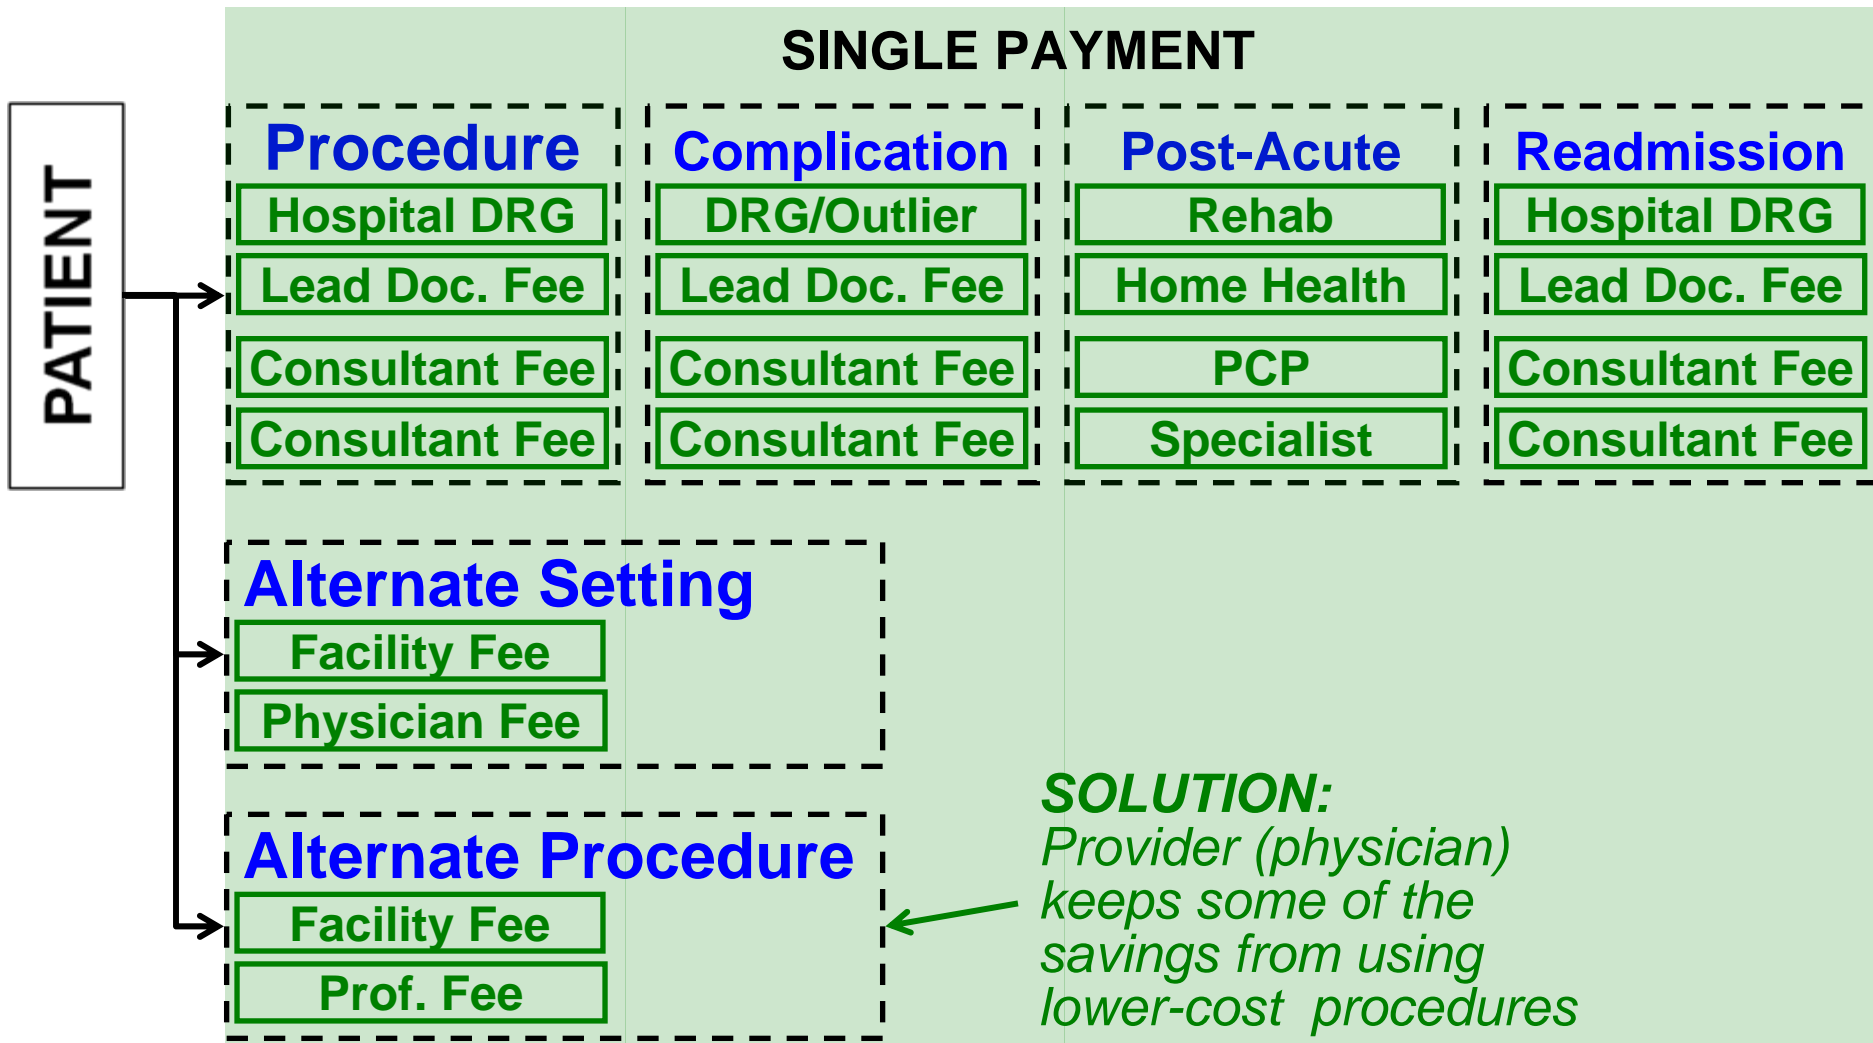 SINGLE PAYMENT
PATIENT
Procedure
Hospital DRG
Lead Doc. Fee
Consultant Fee
Consultant Fee
Complication
DRG/Outlier
Lead Doc. Fee
Consultant Fee
Consultant Fee
Post-Acute
Rehab
Home Health
PCP
Specialist
Readmission
Hospital DRG
Lead Doc. Fee
Consultant Fee
Consultant Fee
Alternate Setting
Facility Fee
Physician Fee
Alternate Procedure
Facility Fee
Prof. Fee
SOLUTION:
Provider (physician)
keeps some of the
savings from using
lower-cost procedures